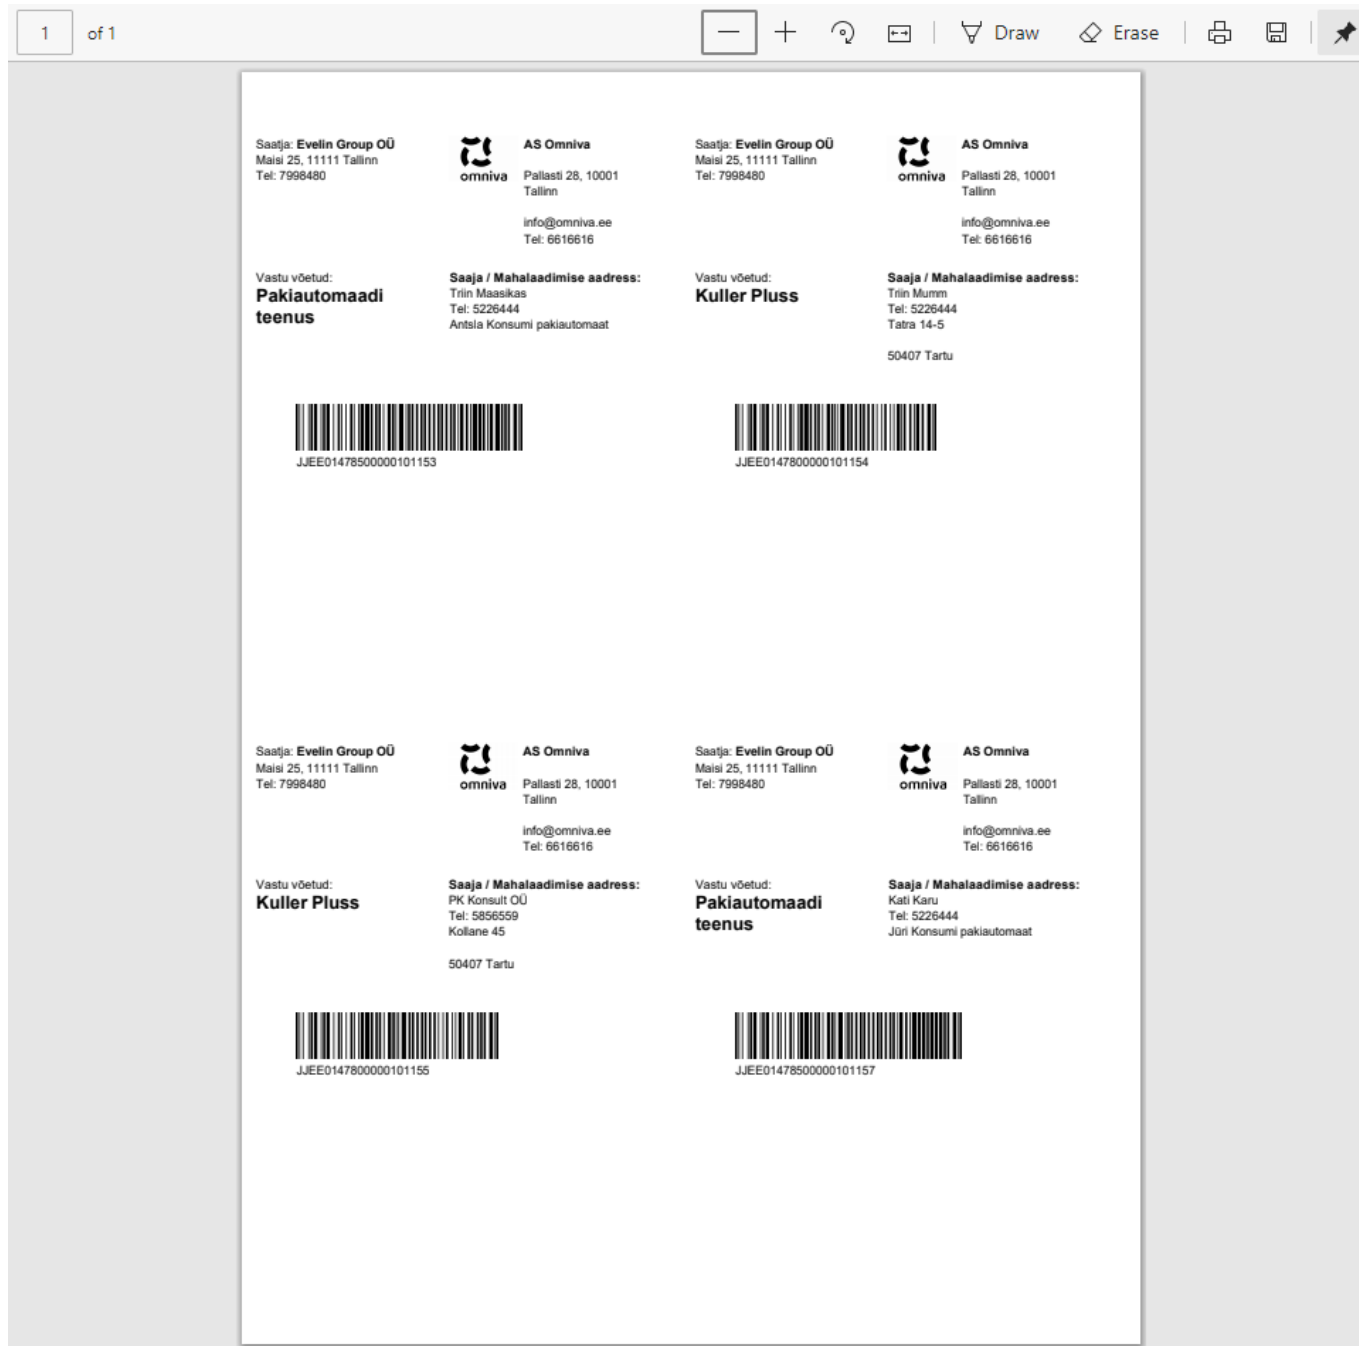 1 of 1 Draw Erase
Saatja: Evelin Group OÜ
Maisi 25, 11111 Tallinn
Tel: 7998480
omniva
AS Omniva
Pallasti 28, 10001
Tallinn
info@omniva.ee
Tel: 6616616
Vastu võetud:
Pakiautomaadi
teenus
Saaja / Mahalaadimise aadress:
Triin Maasikas
Tel: 5226444
Antsla Konsumi pakiautomaat
JJEE01478500000101153
Saatja: Evelin Group OÜ
Maisi 25, 11111 Tallinn
Tel: 7998480
omniva
AS Omniva
Pallasti 28, 10001
Tallinn
info@omniva.ee
Tel: 6616616
Vastu võetud:
Kuller Pluss
Saaja / Mahalaadimise aadress:
Triin Mumm
Tel: 5226444
Tatra 14-5
50407 Tartu
JJEE0147800000101154
Saatja: Evelin Group OÜ
Maisi 25, 11111 Tallinn
Tel: 7998480
omniva
AS Omniva
Pallasti 28, 10001
Tallinn
info@omniva.ee
Tel: 6616616
Vastu võetud:
Kuller Pluss
Saaja / Mahalaadimise aadress:
PK Konsult OÜ
Tel: 5856559
Kollane 45
50407 Tartu
JJEE0147800000101155
Saatja: Evelin Group OÜ
Maisi 25, 11111 Tallinn
Tel: 7998480
omniva
AS Omniva
Pallasti 28, 10001
Tallinn
info@omniva.ee
Tel: 6616616
Vastu võetud:
Pakiautomaadi
teenus
Saaja / Mahalaadimise aadress:
Kati Karu
Tel: 5226444
Jüri Konsumi pakiautomaat
JJEE01478500000101157